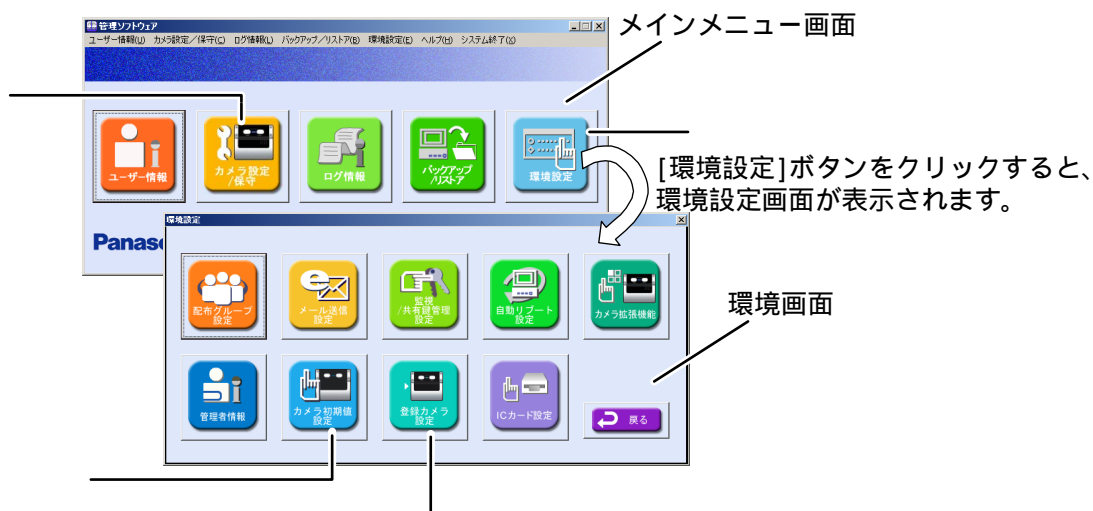 管理ソフトウェア
メインメニュー画面
ユーザー情報(U) カメラ設定/保守(C) ログ情報(L) バックアップ/リストア(B) 環境設定(E) ヘルプ(H) システム終了(X)
ユーザー情報
カメラ設定
/保守
ログ情報
バックアップ
/リストア
環境設定
[環境設定]ボタンをクリックすると、
環境設定画面が表示されます。
環境設定
Panas
配布グループ
設定
メール送信
設定
監視
/共有鍵管理
設定
自動リブート
設定
カメラ拡張機能
環境画面
管理者情報
カメラ初期値
設定
登録カメラ
設定
ICカード設定
戻る